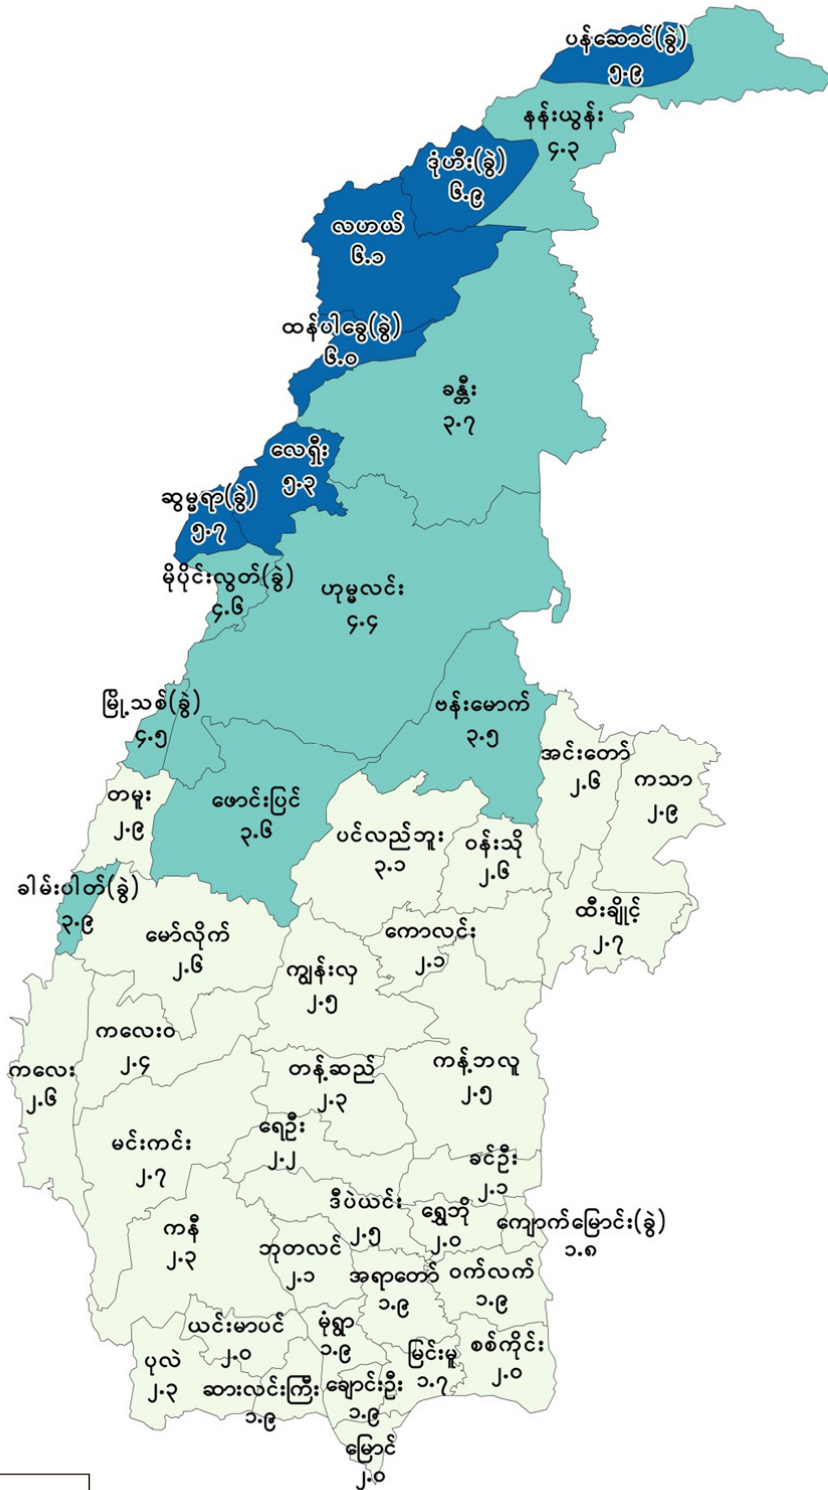 ပန်ဆောင်(ခွဲ)
၅.၉
နန်းယွန်း
၄.၃
ဒုံဟီး(ခွဲ)
၆.၉
လဟယ်
၆.၁
ထန်ပါခွေ(ခွဲ)
၆.၀
ခန္တီး
၃.၇
လေရှီး
၅.၃
ဆွမ္မရာ(ခွဲ)
၅.၇
မိုပိုင်းလွတ်(ခွဲ)
၄.၆
ဟုမ္မလင်း
၄.၄
မြို့သစ်(ခွဲ)
၄.၅
ဗန်းမောက်
၃.၅
အင်းတော်
၂.၆
ကသာ
၂.၉
တမူး
၂.၉
ဖောင်းပြင်
၃.၆
ပင်လည်ဘူး
၃.၁
ဝန်းသို
၂.၆
ခါမ်းပါတ်(ခွဲ)
၃.၉
မော်လိုက်
၂.၆
ကောလင်း
၂.၁
ထီးချိုင့်
၂.၇
ကျွန်းလှ
၂.၅
ကလေးဝ
၂.၄
ကလေး
၂.၆
တန့်ဆည်
၂.၃
ကန့်ဘလူ
၂.၅
မင်းကင်း
၂.၇
ရေဦး
၂.၂
ခင်ဦး
၂.၁
ဒီပဲယင်း
၂.၅
ရွှေဘို
၂.၀
ကျောက်မြောင်း(ခွဲ)
၁.၈
ကနီ
၂.၃
ဘုတလင်
၂.၁
အရာတော်
၁.၉
ဝက်လက်
၁.၉
ယင်းမာပင်
၂.၀
မုံရွာ
၁.၉
မြင်းမူ
၁.၇
စစ်ကိုင်း
၂.၀
ပုလဲ
၂.၃
ဆားလင်းကြီး
၁.၉
ချောင်းဦး
၁.၉
မြောင်
၂.၀